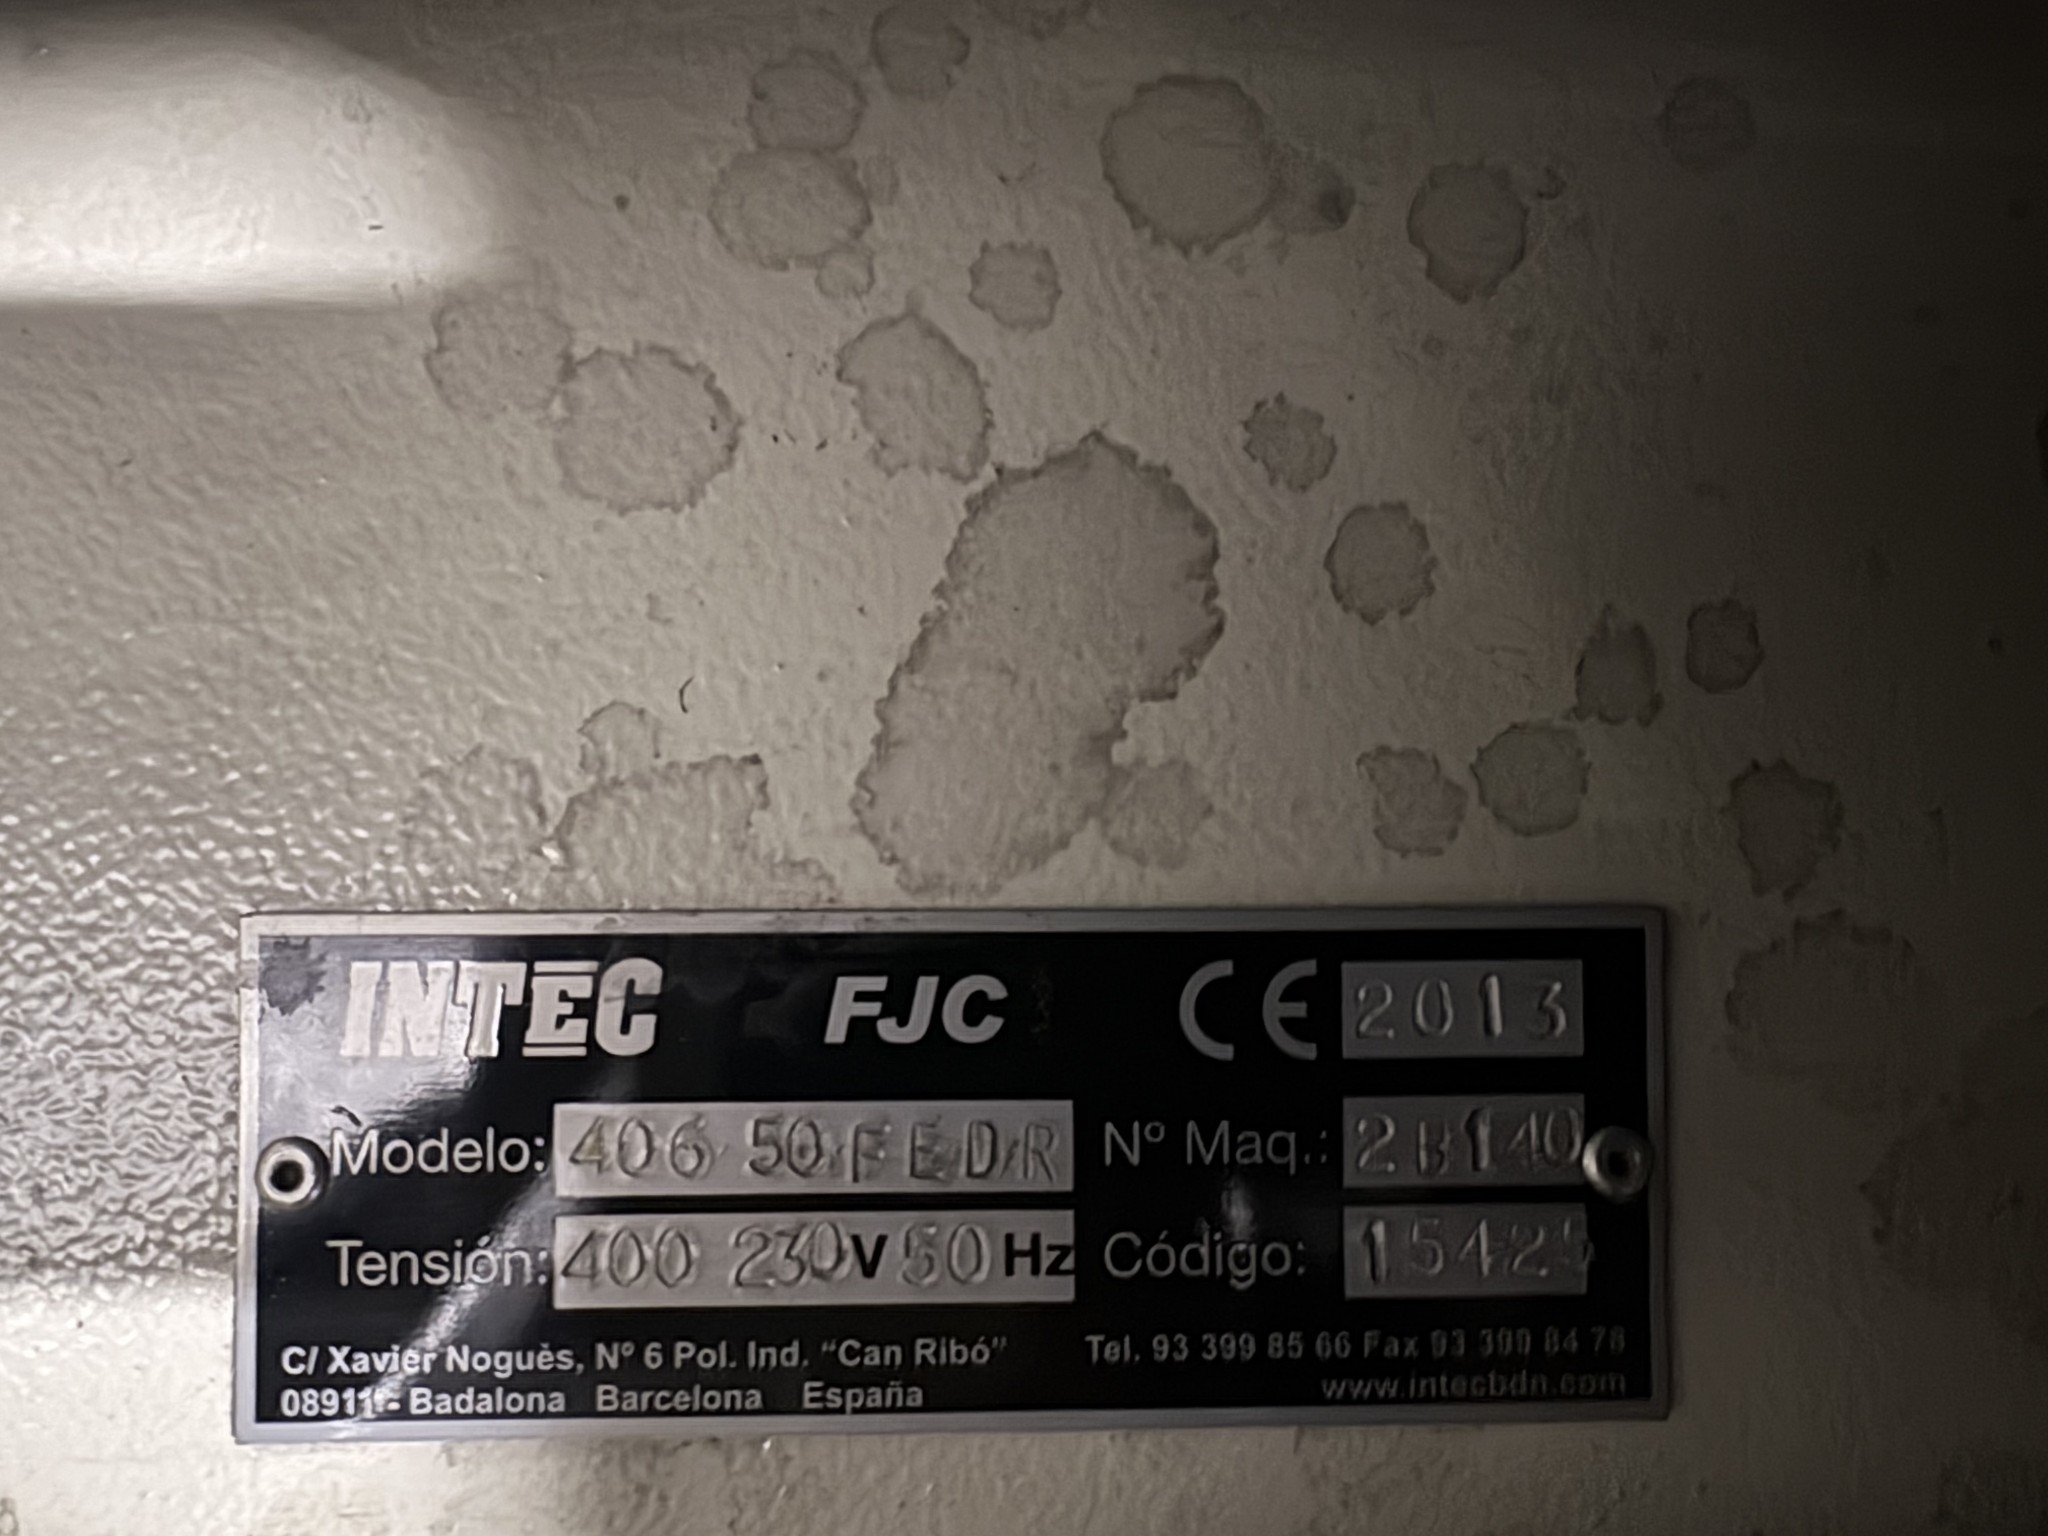 INTEC FJC CE 2013
Modelo: 406 50 F E D/R Nº Maq.: 2B140
Tensión: 400 230 V 50 Hz Código: 15425
C/ Xavier Nogués, Nº 6 Pol. Ind. "Can Ribó" Tel. 93 399 85 66 Fax 93 399 84 78
08911 - Badalona Barcelona España www.intecbdn.com